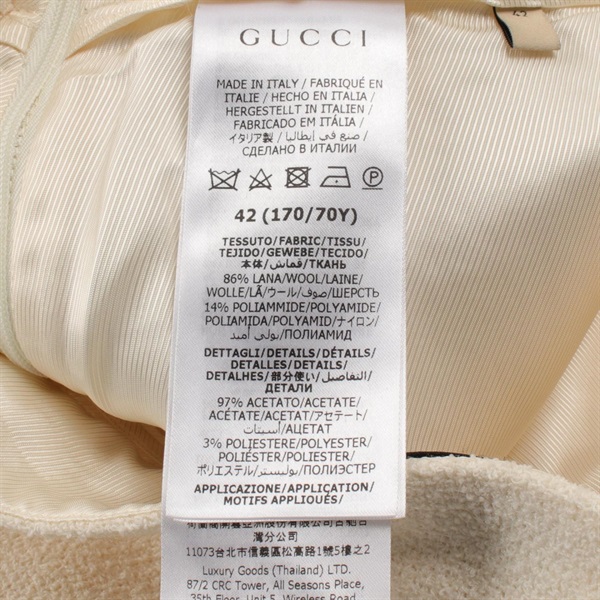 GUCCI
MADE IN ITALY / FABRIQUÉ EN
ITALIE / HECHO EN ITALIA /
HERGESTELLT IN ITALIEN /
FABRICADO EM ITÁLIA /
イタリア製 / صنع في إيطاليا /
СДЕЛАНО В ИТАЛИИ
42 (170/70Y)
TESSUTO/FABRIC/TISSU/
TEJIDO/GEWEBE/TECIDO/
本体/قماش/ТКАНЬ
86% LANA/WOOL/LAINE/
WOLLE/LÃ/ウール/صوف/ШЕРСТЬ
14% POLIAMMIDE/POLYAMIDE/
POLIAMIDA/POLYAMID/ナイロン/
بولي أميد/ПОЛИАМИД
DETTAGLI/DETAILS/DÉTAILS/
DETALLES/DETAILS/
DETALHES/部分使い/التفاصيل/
ДЕТАЛИ
97% ACETATO/ACETATE/
ACÉTATE/ACETAT/アセテート/
أسيتات/АЦЕТАТ
3% POLIESTERE/POLYESTER/
POLIÉSTER/POLYESTER/
ポリエステル/بوليستر/ПОЛИЭСТЕР
APPLICAZIONE/APPLICATION/
MOTIFS APPLIQUÉS/
灣分公司
11073台北市信義區松高路1號32樓
Luxury Goods (Thailand) LTD.
87/2 CRC Tower, All Seasons Place,
35th Floor, Unit 5, Wireless Road,